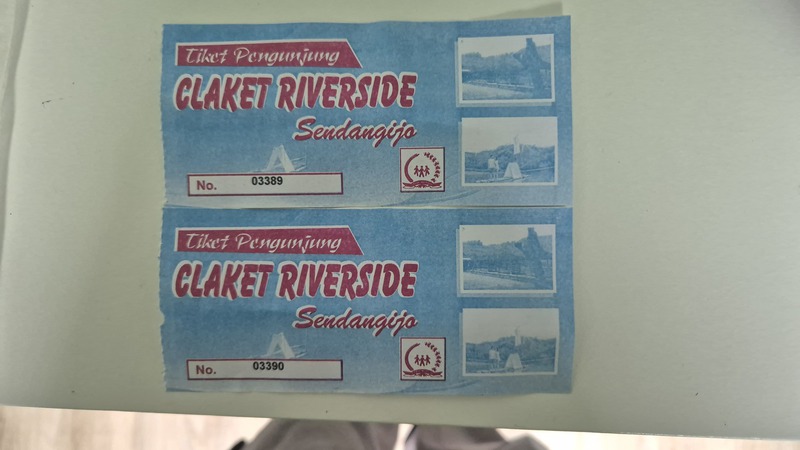 Tiket Pengunjung
CLAKET RIVERSIDE
Sendangijo
No. 03389
Tiket Pengunjung
CLAKET RIVERSIDE
Sendangijo
No. 03390